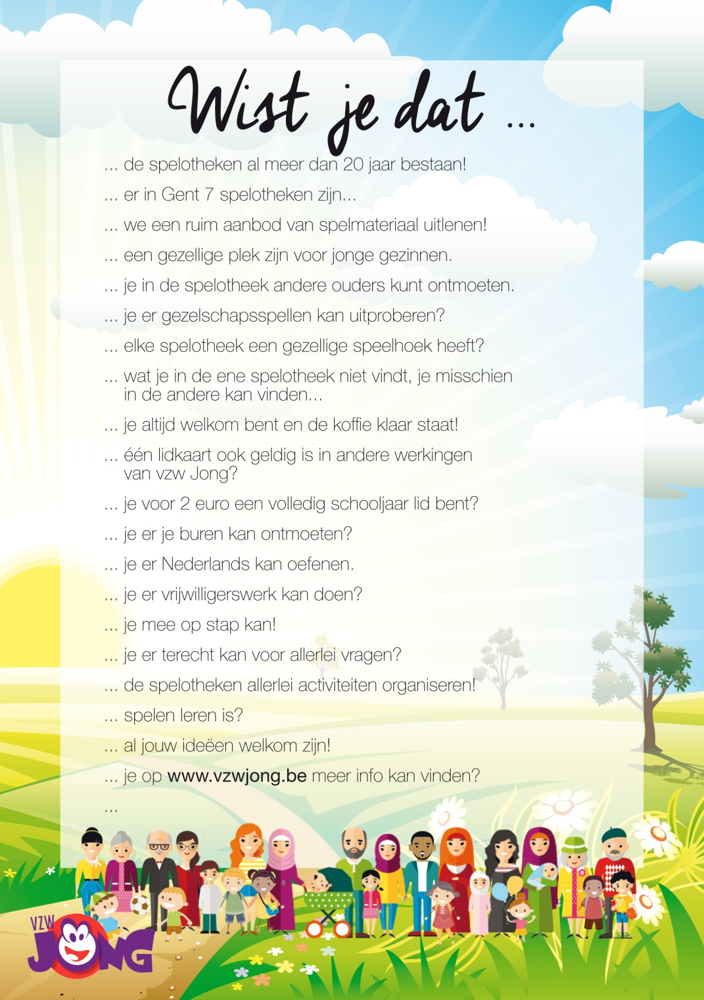 Wist je dat ...
... de spelotheken al meer dan 20 jaar bestaan!
... er in Gent 7 spelotheken zijn...
... we een ruim aanbod van spelmateriaal uitlenen!
... een gezellige plek zijn voor jonge gezinnen.
... je in de spelotheek andere ouders kunt ontmoeten.
... je er gezelschapsspellen kan uitproberen?
... elke spelotheek een gezellige speelhoek heeft?
... wat je in de ene spelotheek niet vindt, je misschien
in de andere kan vinden...
... je altijd welkom bent en de koffie klaar staat!
... één lidkaart ook geldig is in andere werkingen
van vzw Jong?
... je voor 2 euro een volledig schooljaar lid bent?
... je er je buren kan ontmoeten?
... je er Nederlands kan oefenen.
... je er vrijwilligerswerk kan doen?
... je mee op stap kan!
... je er terecht kan voor allerlei vragen?
... de spelotheken allerlei activiteiten organiseren!
... spelen leren is?
... al jouw ideëen welkom zijn!
... je op www.vzwjong.be meer info kan vinden?
...
VZW
JONG